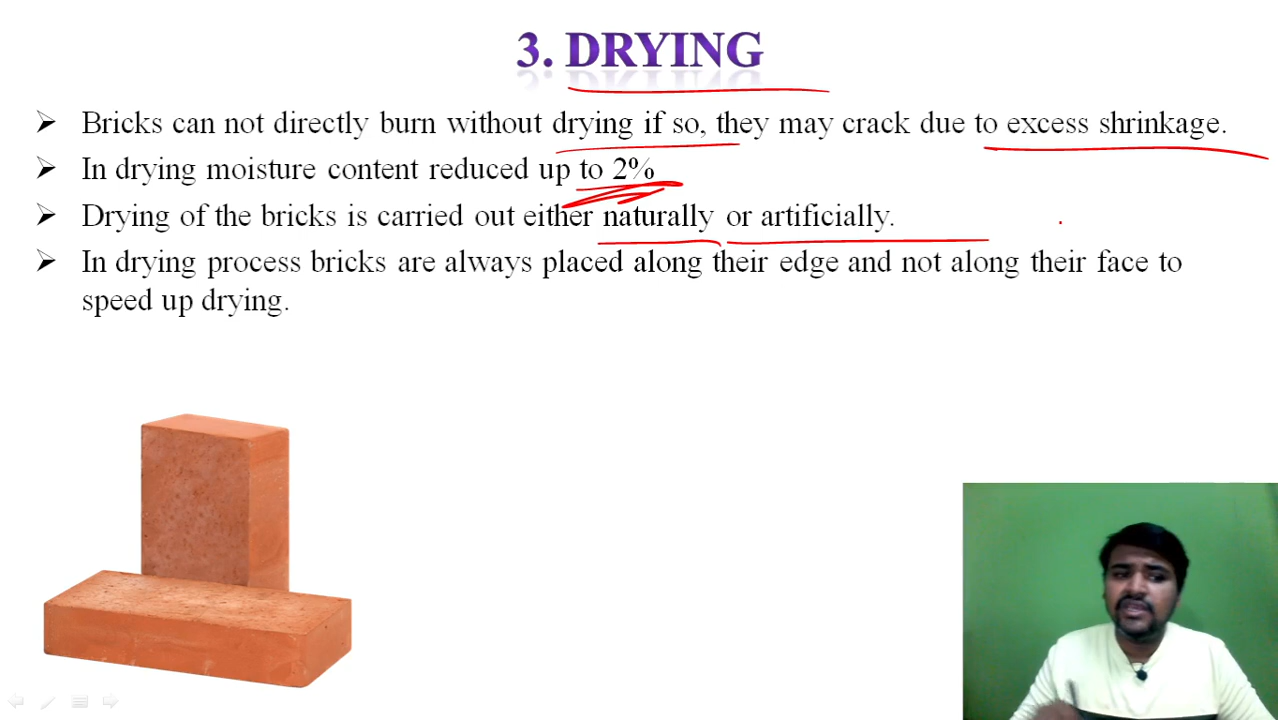 3. DRYING
➢ Bricks can not directly burn without drying if so, they may crack due to excess shrinkage.
➢ In drying moisture content reduced up to 2%
➢ Drying of the bricks is carried out either naturally or artificially.
➢ In drying process bricks are always placed along their edge and not along their face to
speed up drying.